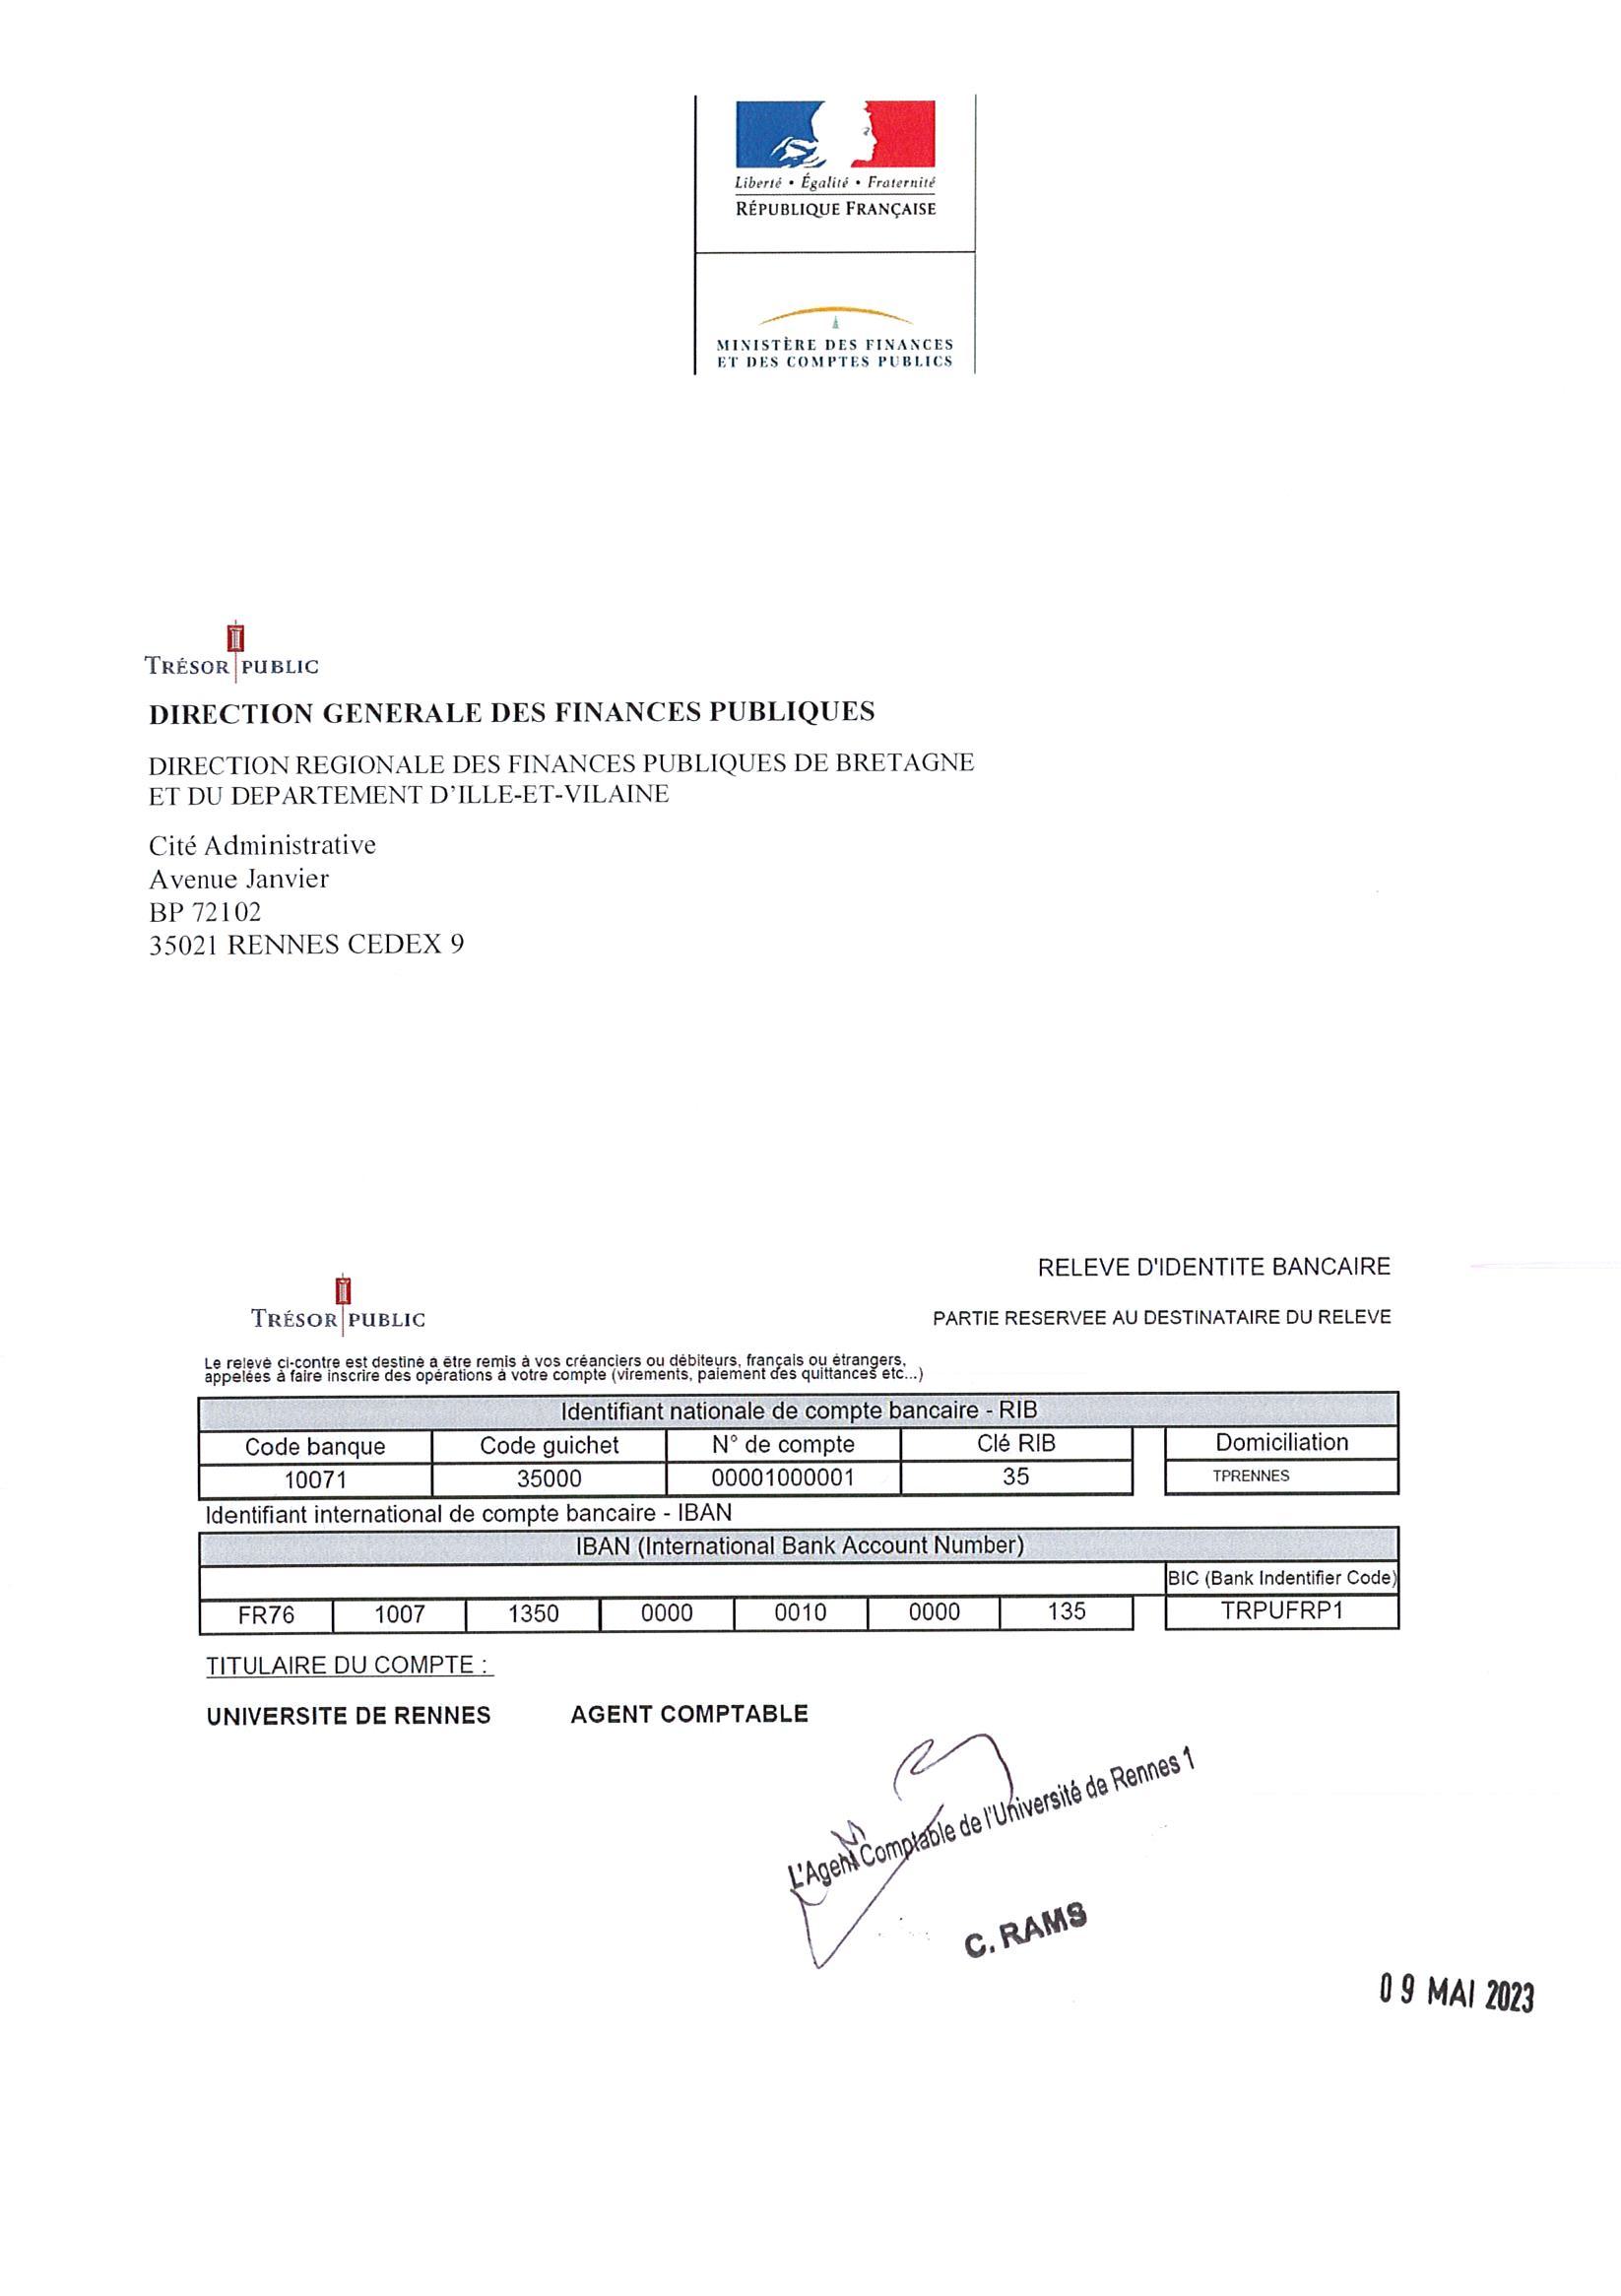 Liberté • Égalité • Fraternité
RÉPUBLIQUE FRANÇAISE
MINISTÈRE DES FINANCES
ET DES COMPTES PUBLICS
TRÉSOR PUBLIC
DIRECTION GENERALE DES FINANCES PUBLIQUES
DIRECTION REGIONALE DES FINANCES PUBLIQUES DE BRETAGNE
ET DU DEPARTEMENT D'ILLE-ET-VILAINE
Cité Administrative
Avenue Janvier
BP 72102
35021 RENNES CEDEX 9
RELEVE D'IDENTITE BANCAIRE
TRÉSOR PUBLIC
PARTIE RESERVEE AU DESTINATAIRE DU RELEVE
Le relevé ci-contre est destiné a être remis à vos créanciers ou débiteurs, français ou étrangers,
appelées à faire inscrire des opérations à votre compte (virements, paiement des quittances etc...)
Identifiant nationale de compte bancaire - RIB
Code banque Code guichet N° de compte Clé RIB Domiciliation
10071 35000 00001000001 35 TPRENNES
Identifiant international de compte bancaire - IBAN
IBAN (International Bank Account Number)
BIC (Bank Indentifier Code)
FR76 1007 1350 0000 0010 0000 135 TRPUFRP1
TITULAIRE DU COMPTE :
UNIVERSITE DE RENNES AGENT COMPTABLE
L'Agent Comptable de l'Université de Rennes 1
C. RAMS
09 MAI 2023